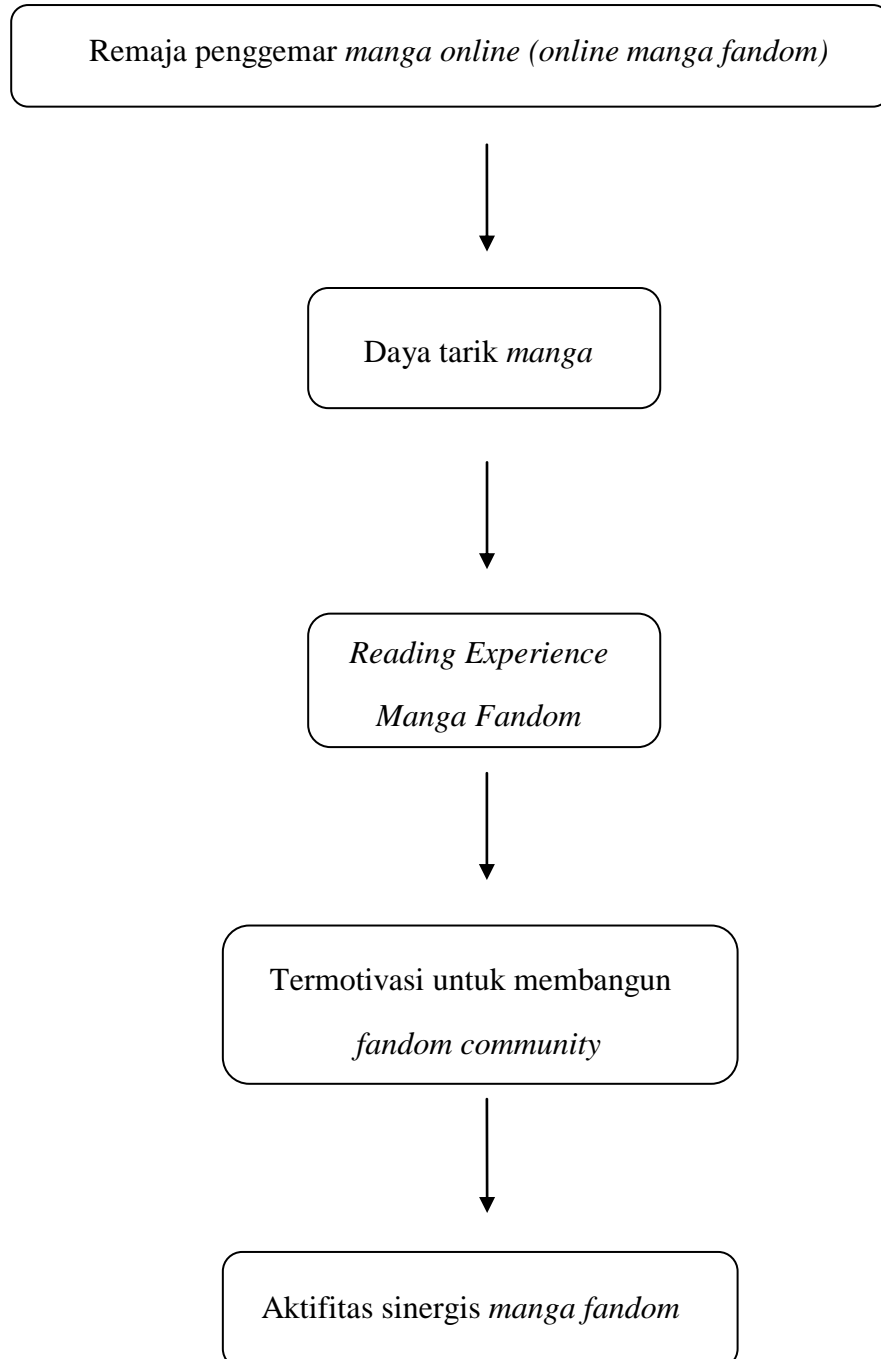 Remaja penggemar manga online (online manga fandom)
Daya tarik manga
Reading Experience
Manga Fandom
Termotivasi untuk membangun
fandom community
Aktifitas sinergis manga fandom